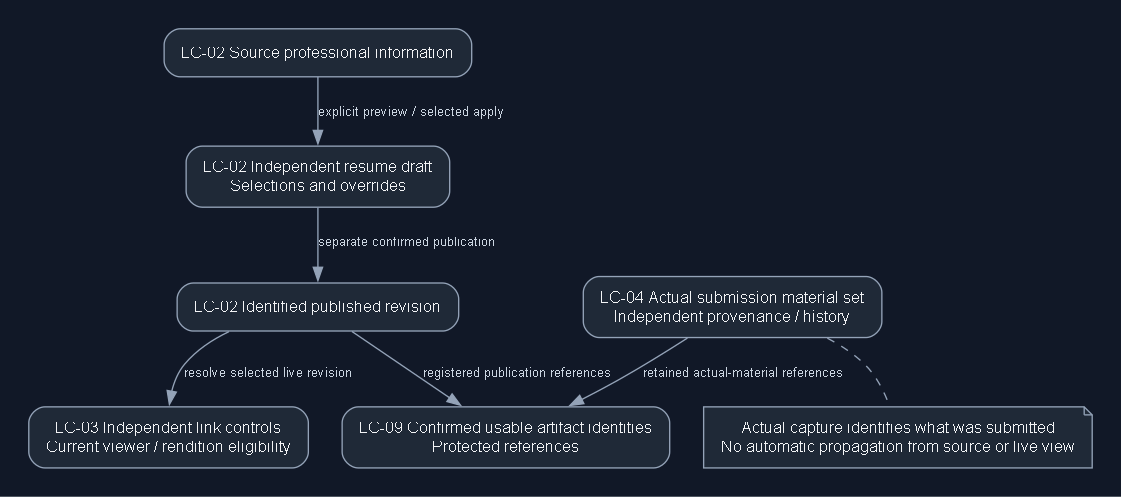 LC-02 Source professional information
explicit preview / selected apply
LC-02 Independent resume draft
Selections and overrides
separate confirmed publication
LC-02 Identified published revision
LC-04 Actual submission material set
Independent provenance / history
resolve selected live revision
registered publication references
retained actual-material references
LC-03 Independent link controls
Current viewer / rendition eligibility
LC-09 Confirmed usable artifact identities
Protected references
Actual capture identifies what was submitted
No automatic propagation from source or live view